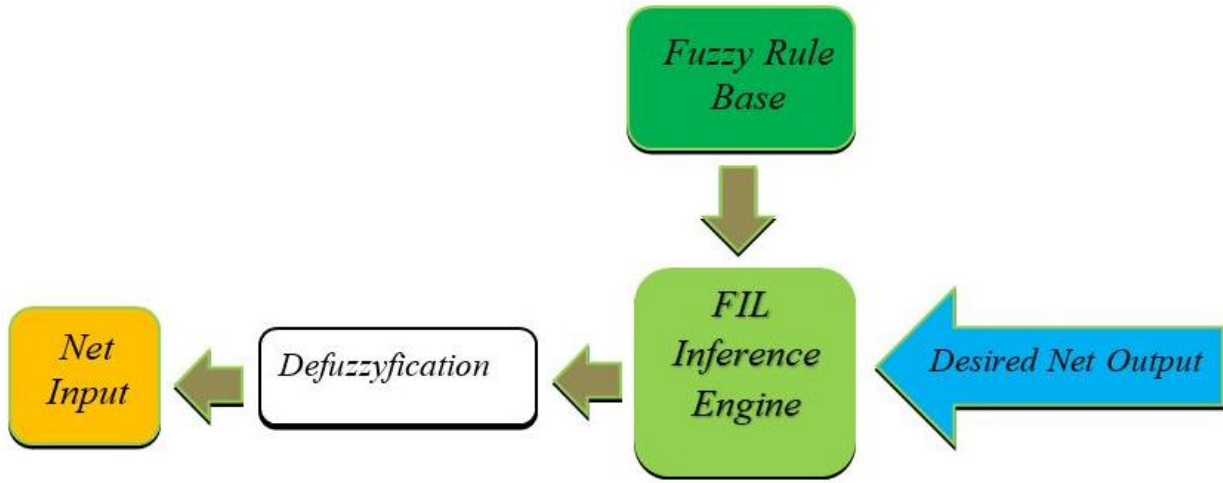 Fuzzy Rule
Base
FIL
Inference
Engine
Desired Net Output
Defuzzyfication
Net
Input